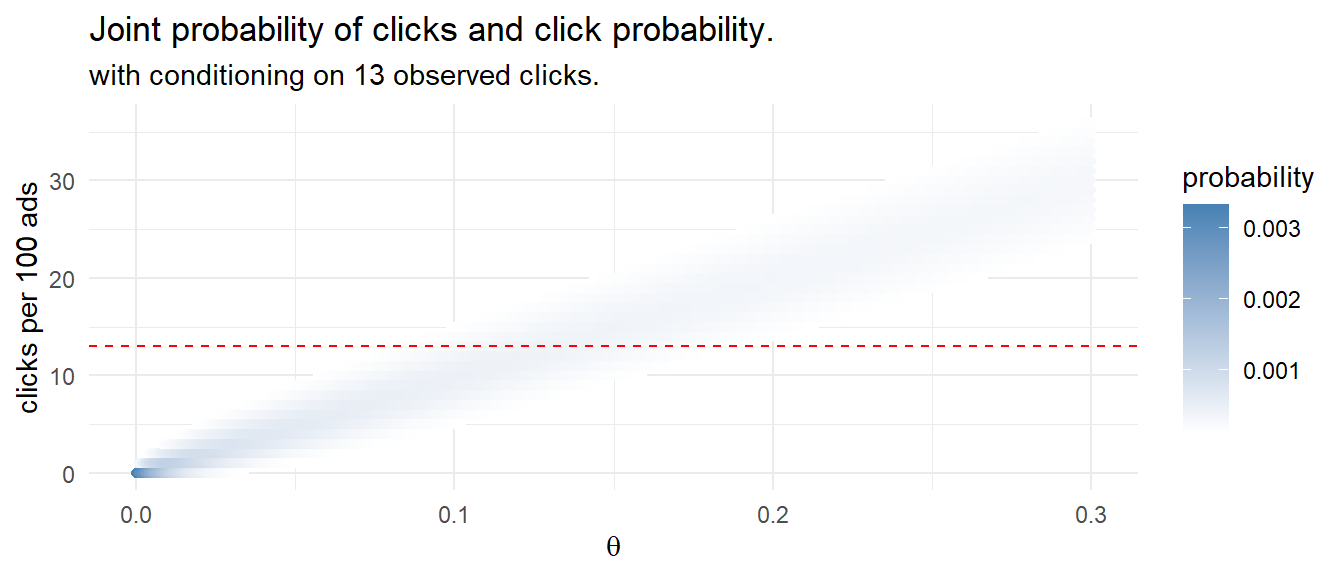 Joint probability of clicks and click probability.
with conditioning on 13 observed clicks.
clicks per 100 ads
30
20
10
0
0.0 0.1 0.2 0.3
θ
probability
0.003
0.002
0.001